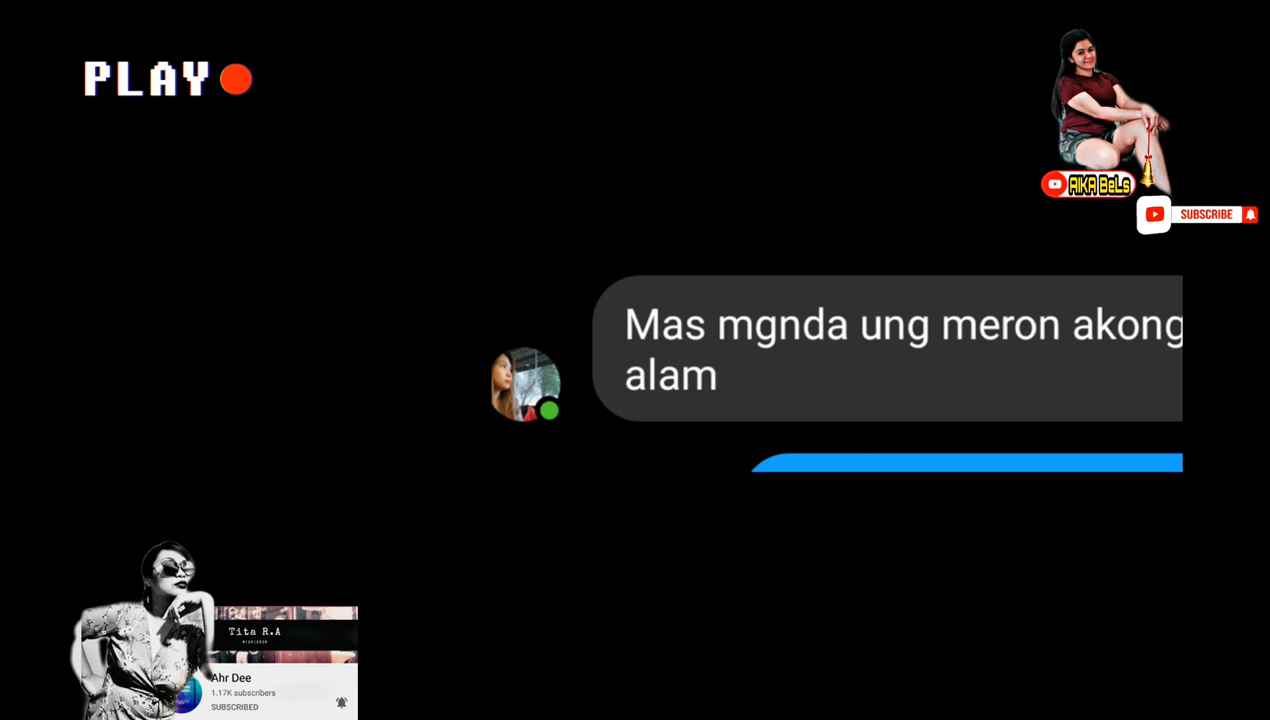 PLAY
AIKA BeLs
SUBSCRIBE
Mas mgnda ung meron akong
alam
Tita R.A
Ahr Dee
1.17K subscribers
SUBSCRIBED